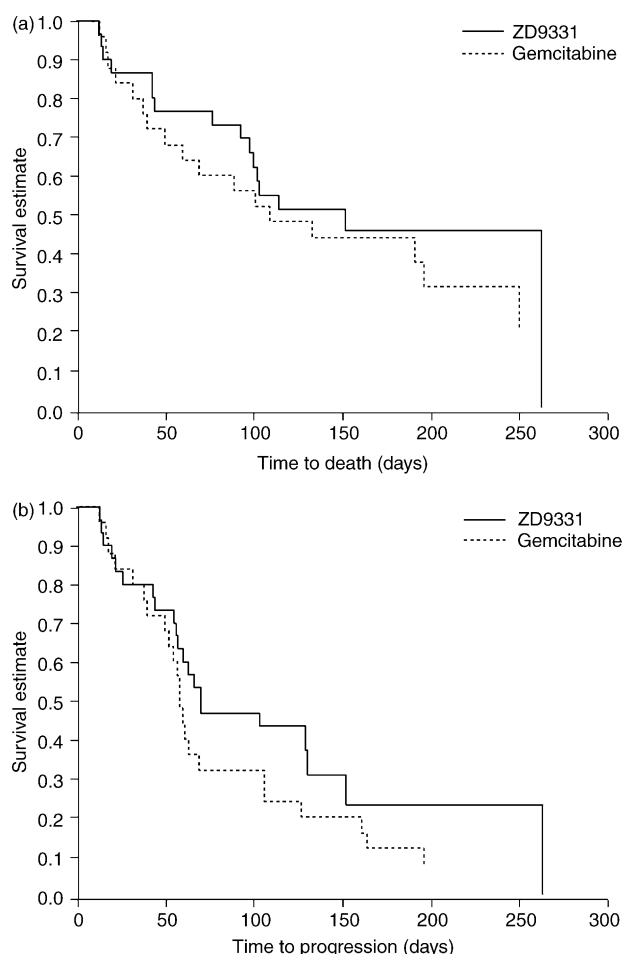 (a)
ZD9331
Gemcitabine
Survival estimate
1.0
0.9
0.8
0.7
0.6
0.5
0.4
0.3
0.2
0.1
0.0
0 50 100 150 200 250 300
Time to death (days)
(b)
ZD9331
Gemcitabine
Survival estimate
1.0
0.9
0.8
0.7
0.6
0.5
0.4
0.3
0.2
0.1
0.0
0 50 100 150 200 250 300
Time to progression (days)